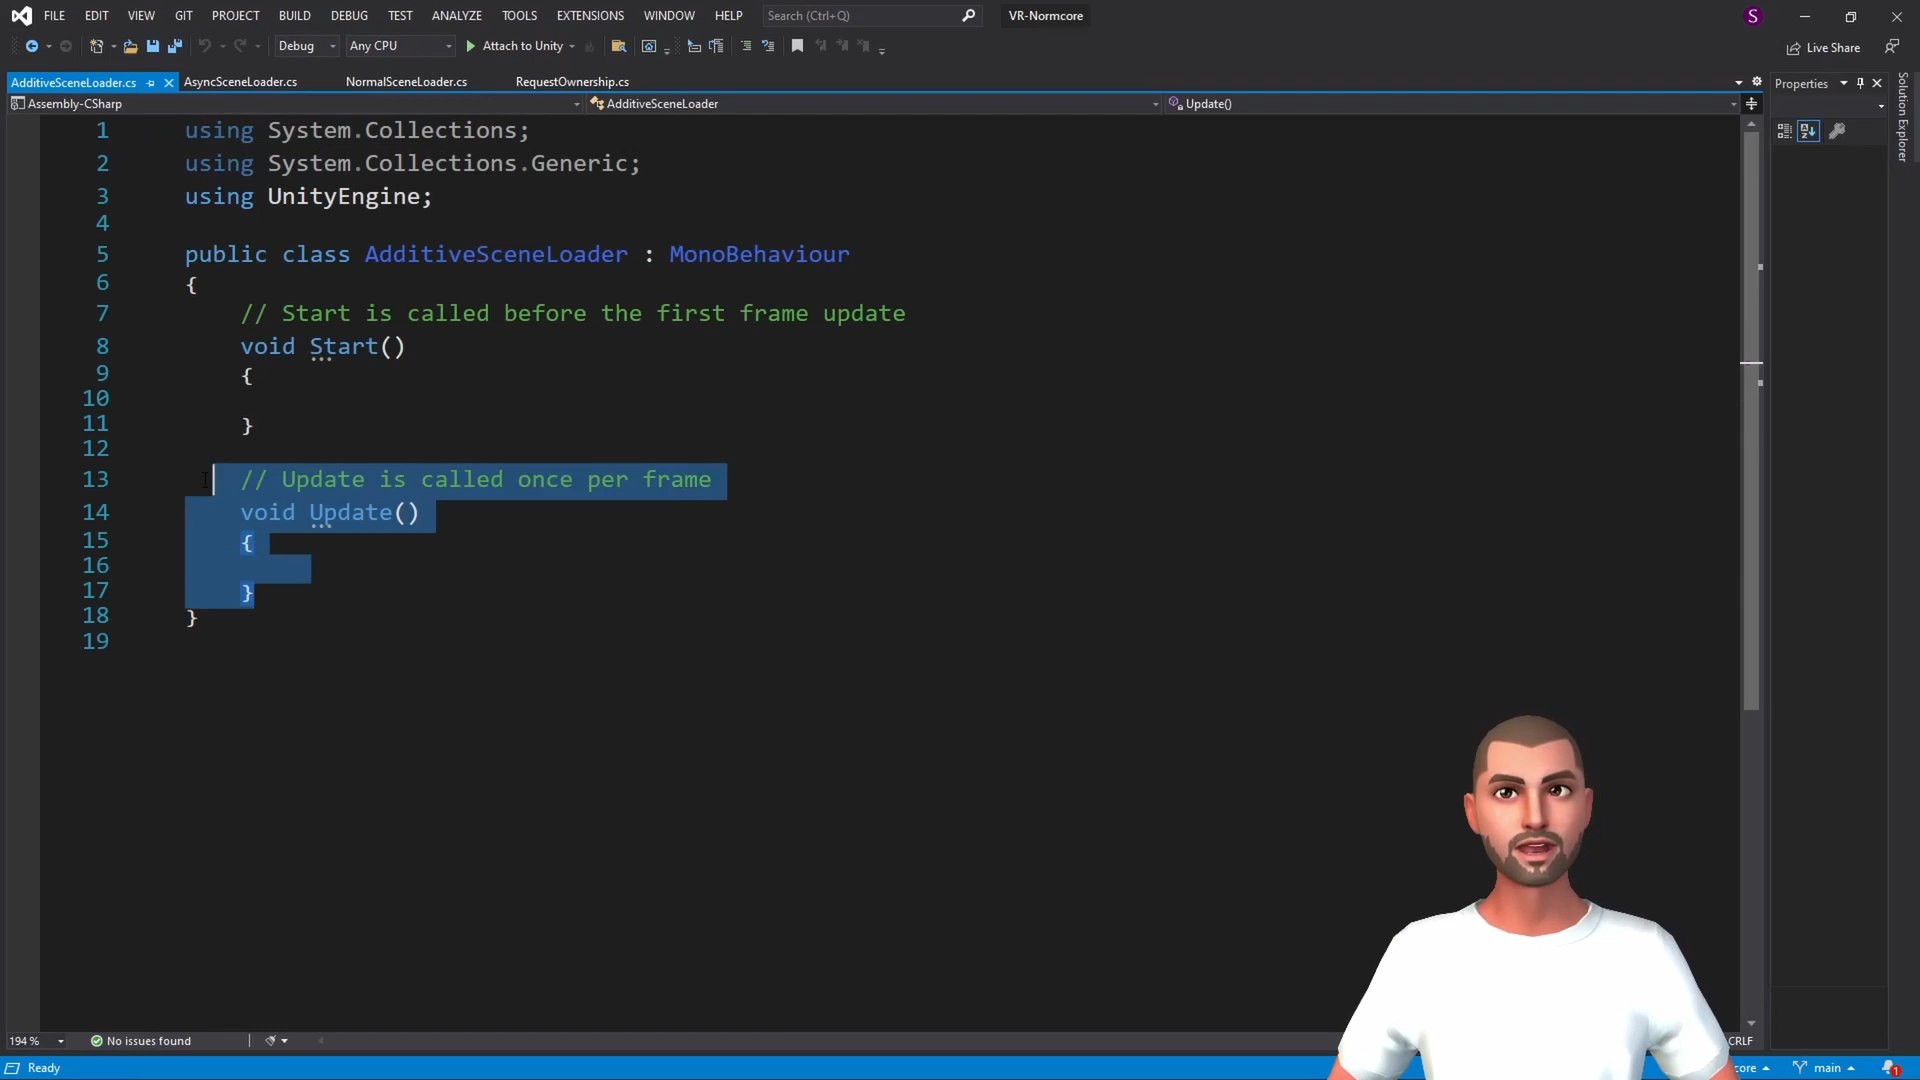 FILE EDIT VIEW GIT PROJECT BUILD DEBUG TEST ANALYZE TOOLS EXTENSIONS WINDOW HELP Search (Ctrl+Q) VR-Normcore S
Debug Any CPU Attach to Unity Live Share
AdditiveSceneLoader.cs AsyncSceneLoader.cs NormalSceneLoader.cs RequestOwnership.cs Properties
Assembly-CSharp AdditiveSceneLoader Update()
Solution Explorer
1 using System.Collections;
2 using System.Collections.Generic;
3 using UnityEngine;
4
5 public class AdditiveSceneLoader : MonoBehaviour
6 {
7 // Start is called before the first frame update
8 void Start()
9 {
10
11 }
12
13 // Update is called once per frame
14 void Update()
15 {
16
17 }
18 }
19
194 % No issues found CRLF
Ready core main 1